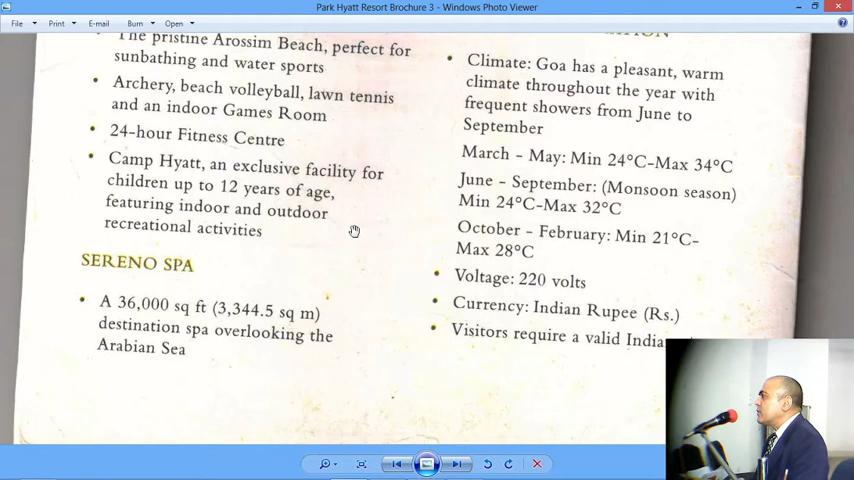 Park Hyatt Resort Brochure 3 - Windows Photo Viewer
File Print E-mail Burn Open
The pristine Arossim Beach, perfect for
sunbathing and water sports
• Archery, beach volleyball, lawn tennis
and an indoor Games Room
• 24-hour Fitness Centre
• Camp Hyatt, an exclusive facility for
children up to 12 years of age,
featuring indoor and outdoor
recreational activities
SERENO SPA
• A 36,000 sq ft (3,344.5 sq m)
destination spa overlooking the
Arabian Sea
• Climate: Goa has a pleasant, warm
climate throughout the year with
frequent showers from June to
September
March - May: Min 24°C-Max 34°C
June - September: (Monsoon season)
Min 24°C-Max 32°C
October - February: Min 21°C-
Max 28°C
• Voltage: 220 volts
• Currency: Indian Rupee (Rs.)
• Visitors require a valid